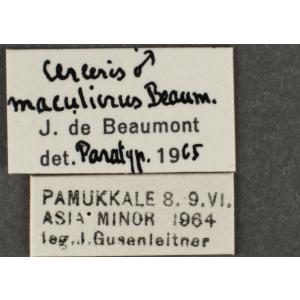 Cerceris ♂
maculicrus Beaum.
J. de Beaumont
det. Paratyp. 1965
PAMUKKALE 8.9.VI.
ASIA MINOR 1964
leg. J. Gusenleitner